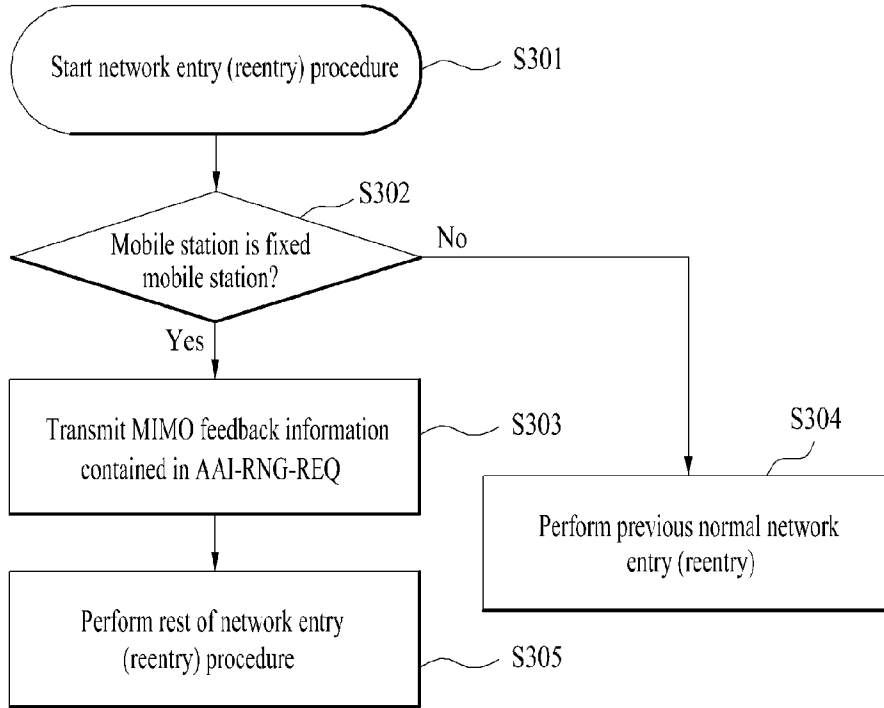 Start network entry (reentry) procedure
S301
S302
Mobile station is fixed
mobile station?
No
Yes
Transmit MIMO feedback information
contained in AAI-RNG-REQ
S303
S304
Perform previous normal network
entry (reentry)
Perform rest of network entry
(reentry) procedure
S305